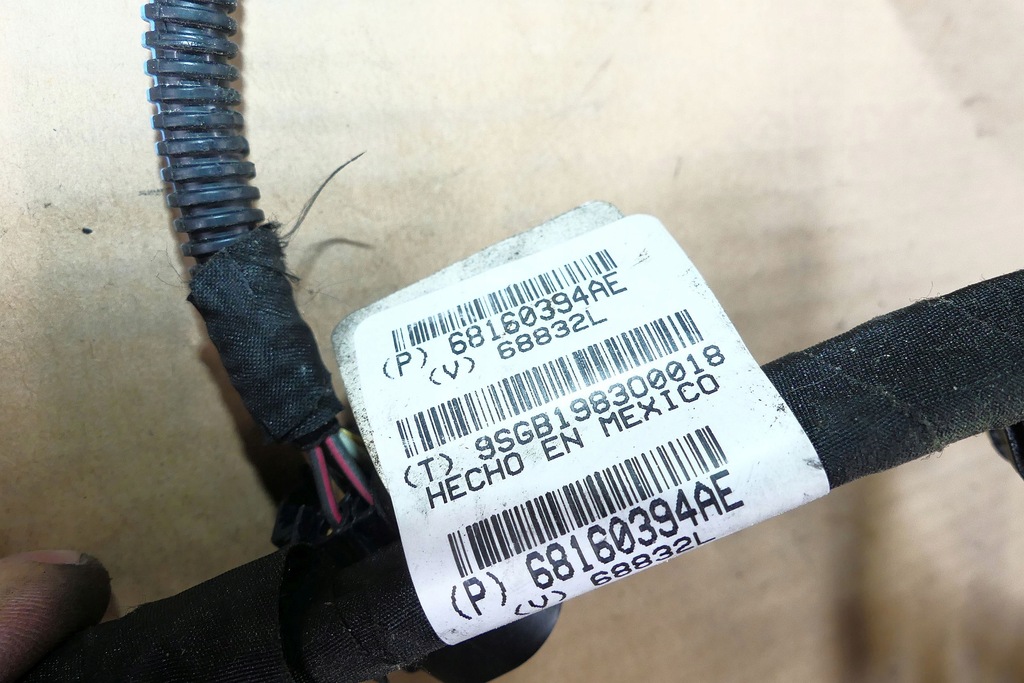 (P) 68160394AE
(V) 68832L
(T) 9SGB198300018
HECHO EN MEXICO
(P) 68160394AE
(V) 68832L